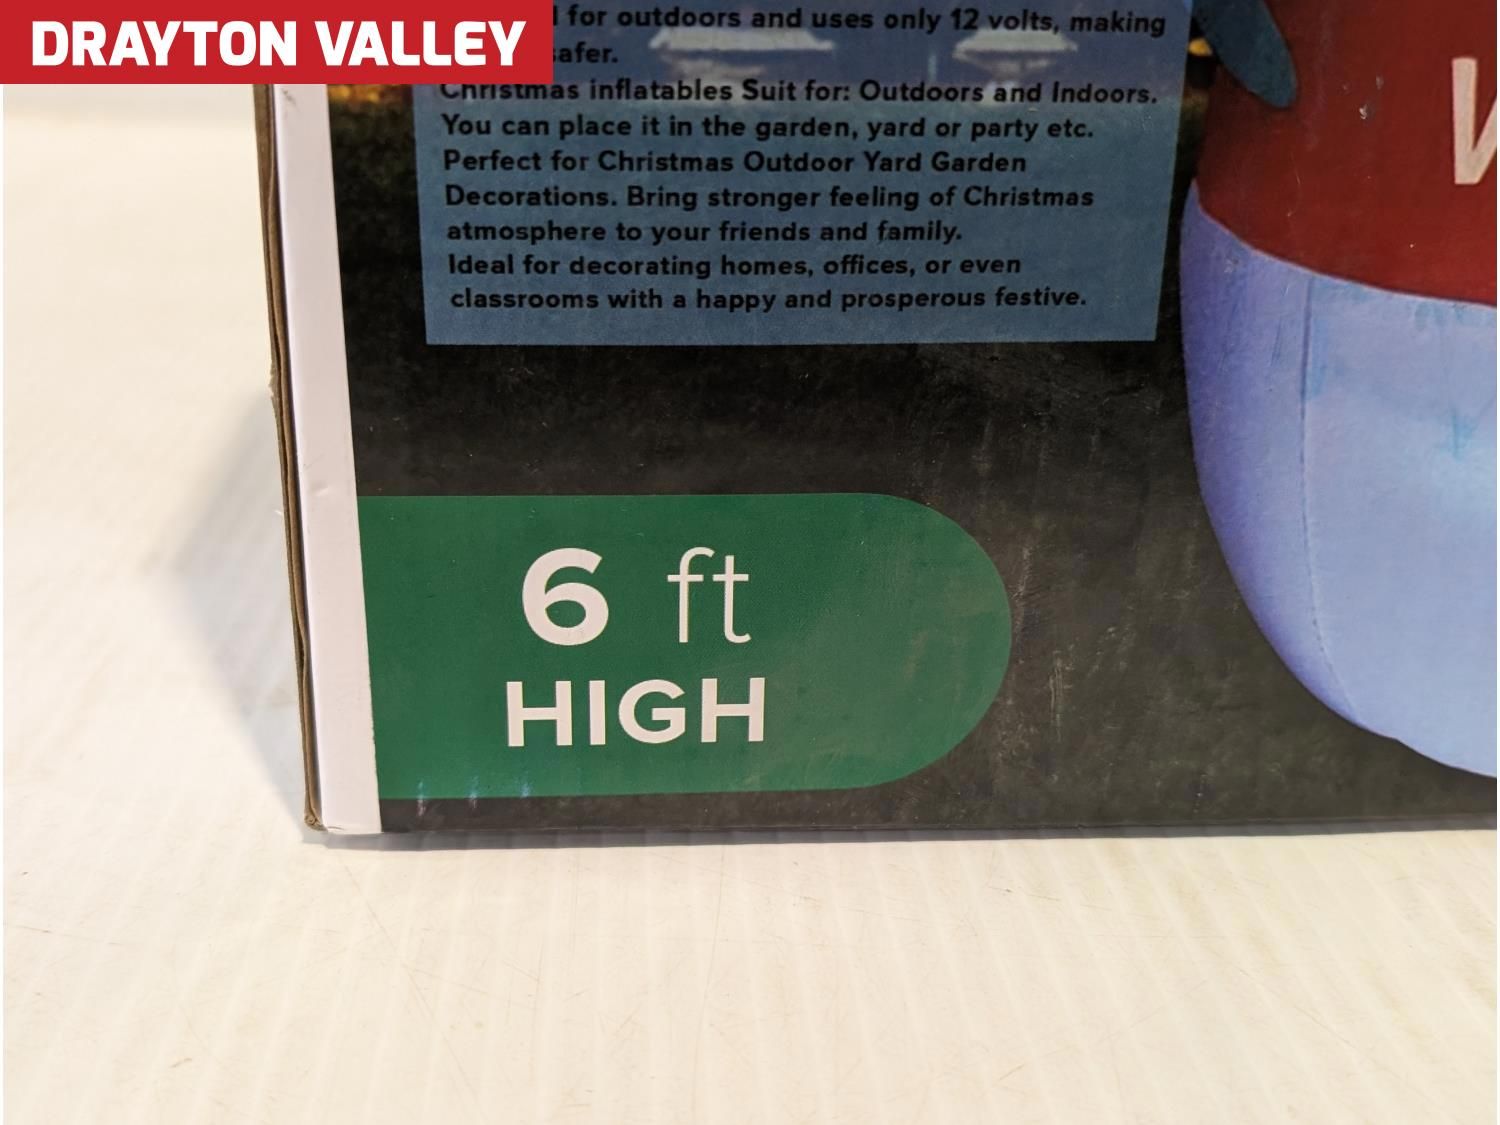 DRAYTON VALLEY
for outdoors and uses only 12 volts, making
safer.
Christmas inflatables Suit for: Outdoors and Indoors.
You can place it in the garden, yard or party etc.
Perfect for Christmas Outdoor Yard Garden
Decorations. Bring stronger feeling of Christmas
atmosphere to your friends and family.
Ideal for decorating homes, offices, or even
classrooms with a happy and prosperous festive.
6 ft
HIGH